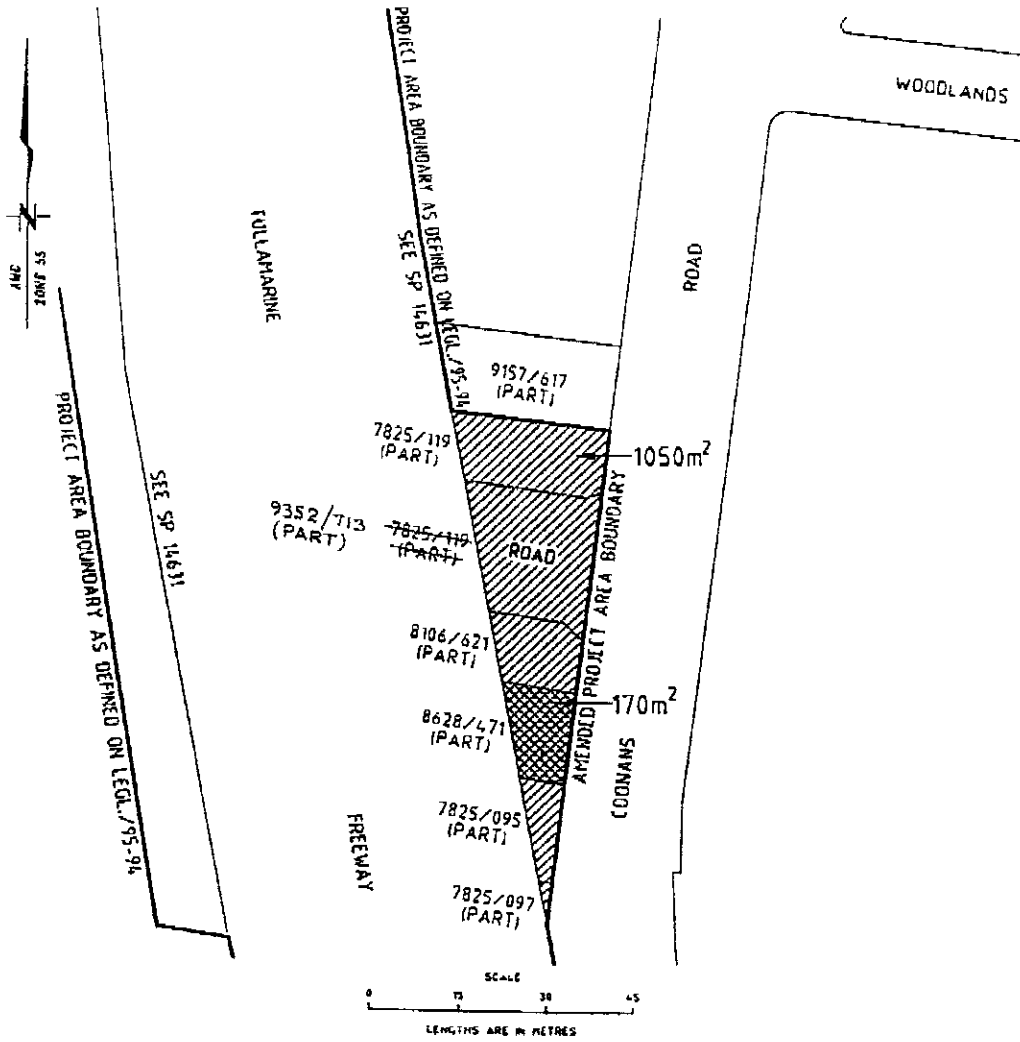 WOODLANDS
PROJECT AREA BOUNDARY AS DEFINED ON LEGL./95-94
SEE SP 14631
TULLAMARINE
ROAD
AMG
ZONE 55
9157/617
(PART)
7825/119
(PART)
1050m²
PROJECT AREA BOUNDARY AS DEFINED ON LEGL./95-94
SEE SP 14631
9352/713
(PART)
7825/119
(PART)
ROAD
AMENDED PROJECT AREA BOUNDARY
8106/621
(PART)
170m²
8628/471
(PART)
COONANS
7825/095
(PART)
FREEWAY
7825/097
(PART)
SCALE
0 15 30 45
LENGTHS ARE IN METRES